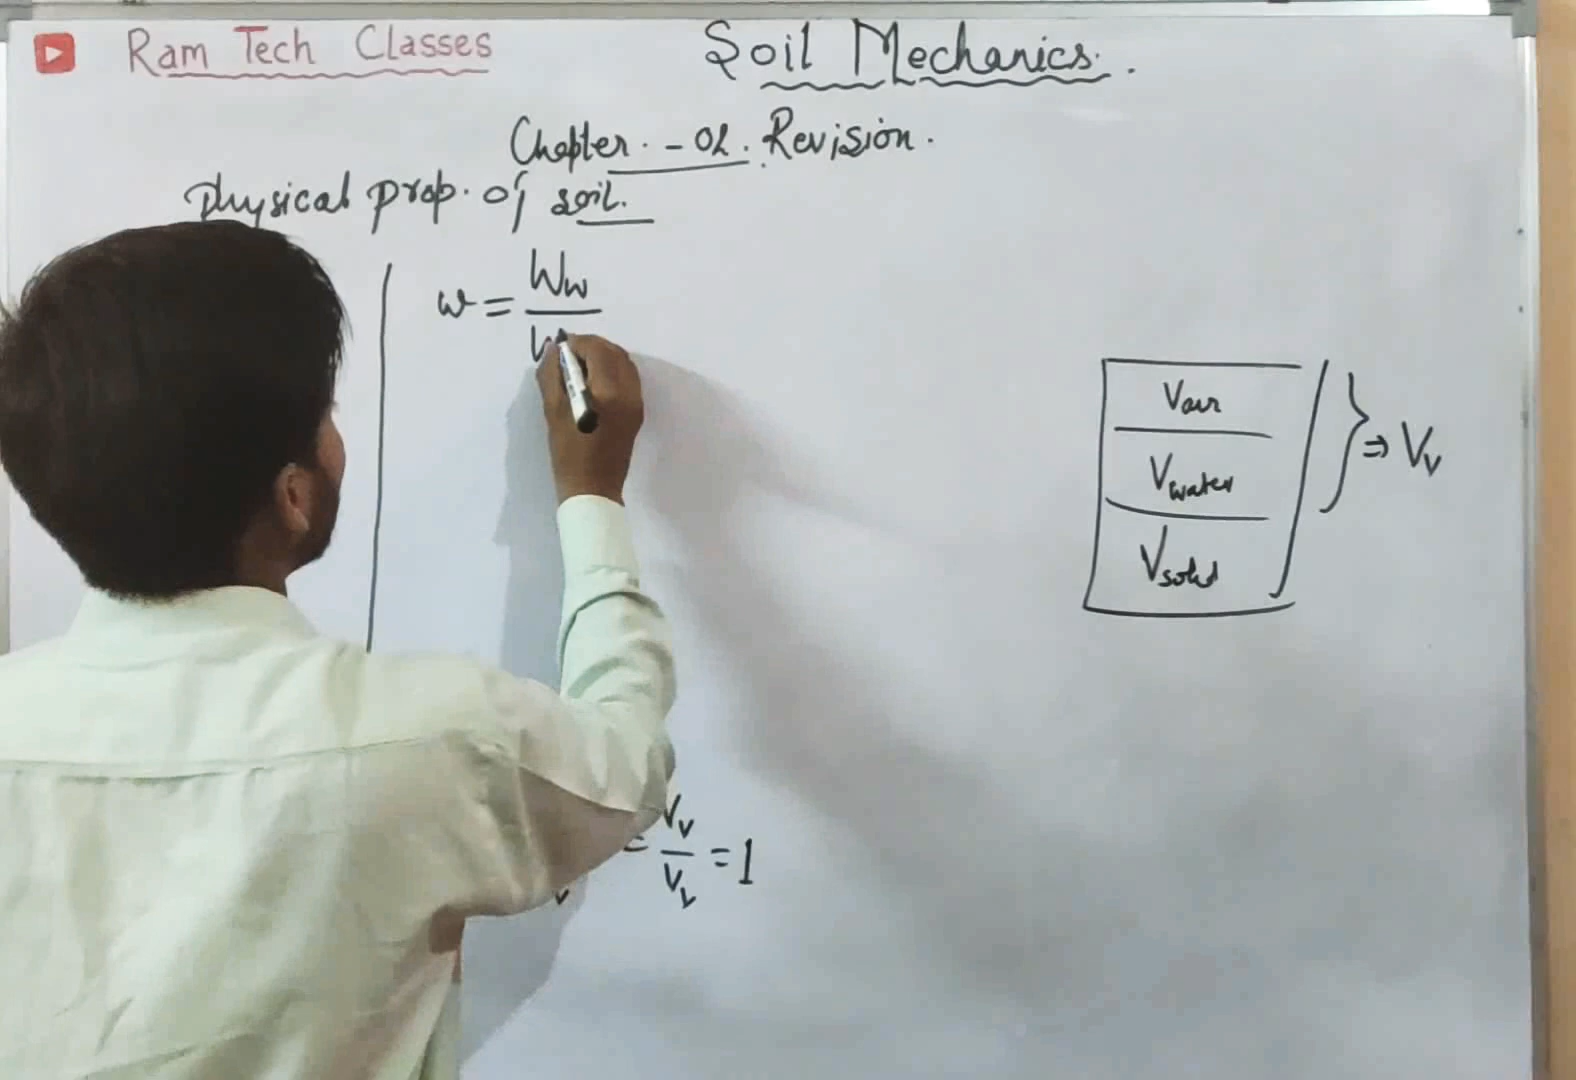 Ram Tech Classes
Soil Mechanics.
Chapter - 02. Revision.
Physical prop. of soil.
w = Ww / W
Vair
Vwater
Vsolid
⇒ Vv
v = Vv / Vv = 1